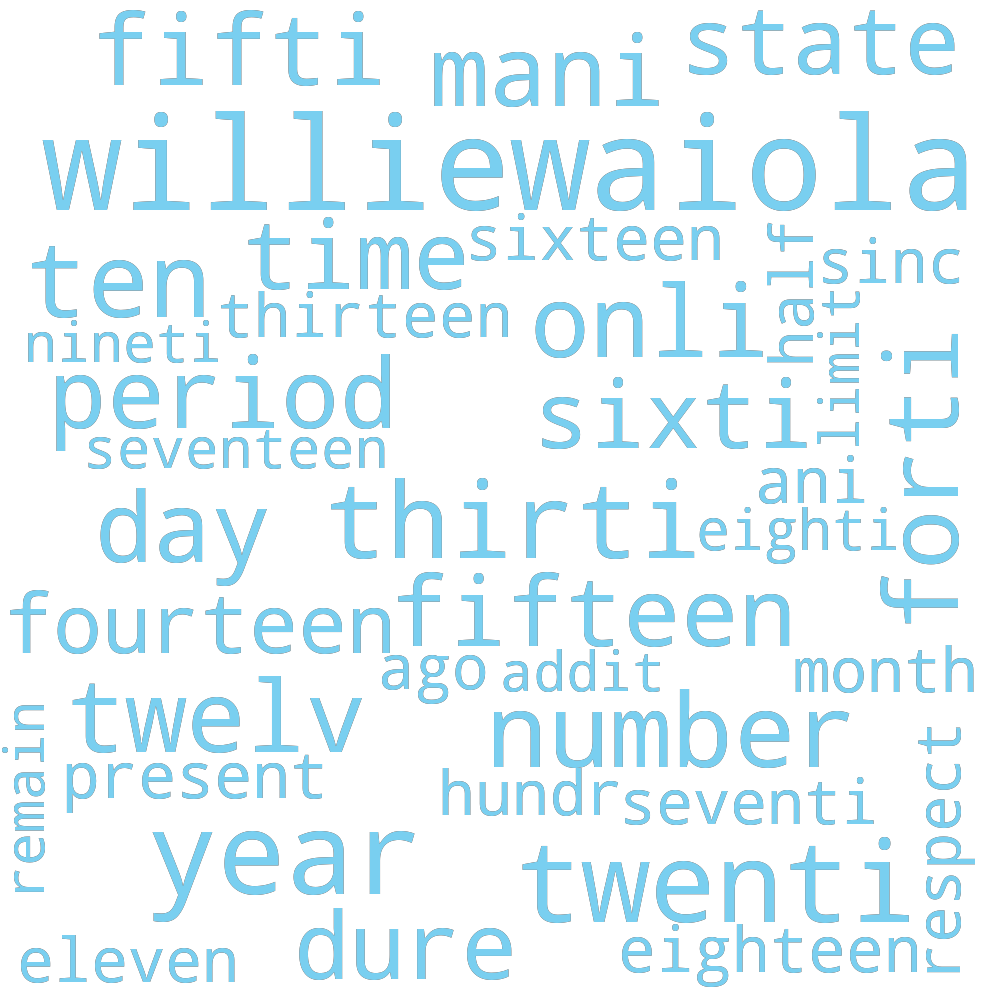 fifti
mani
state
williewaiola
ten
time
sixteen
half
sinc
thirteen
onli
limit
nineti
period
sixti
forti
seventeen
day
thirti
ani
eighti
fourteen
fifteen
ago
addit
month
twelv
number
remain
present
hundr
seventi
respect
year
twenti
eleven
dure
eighteen